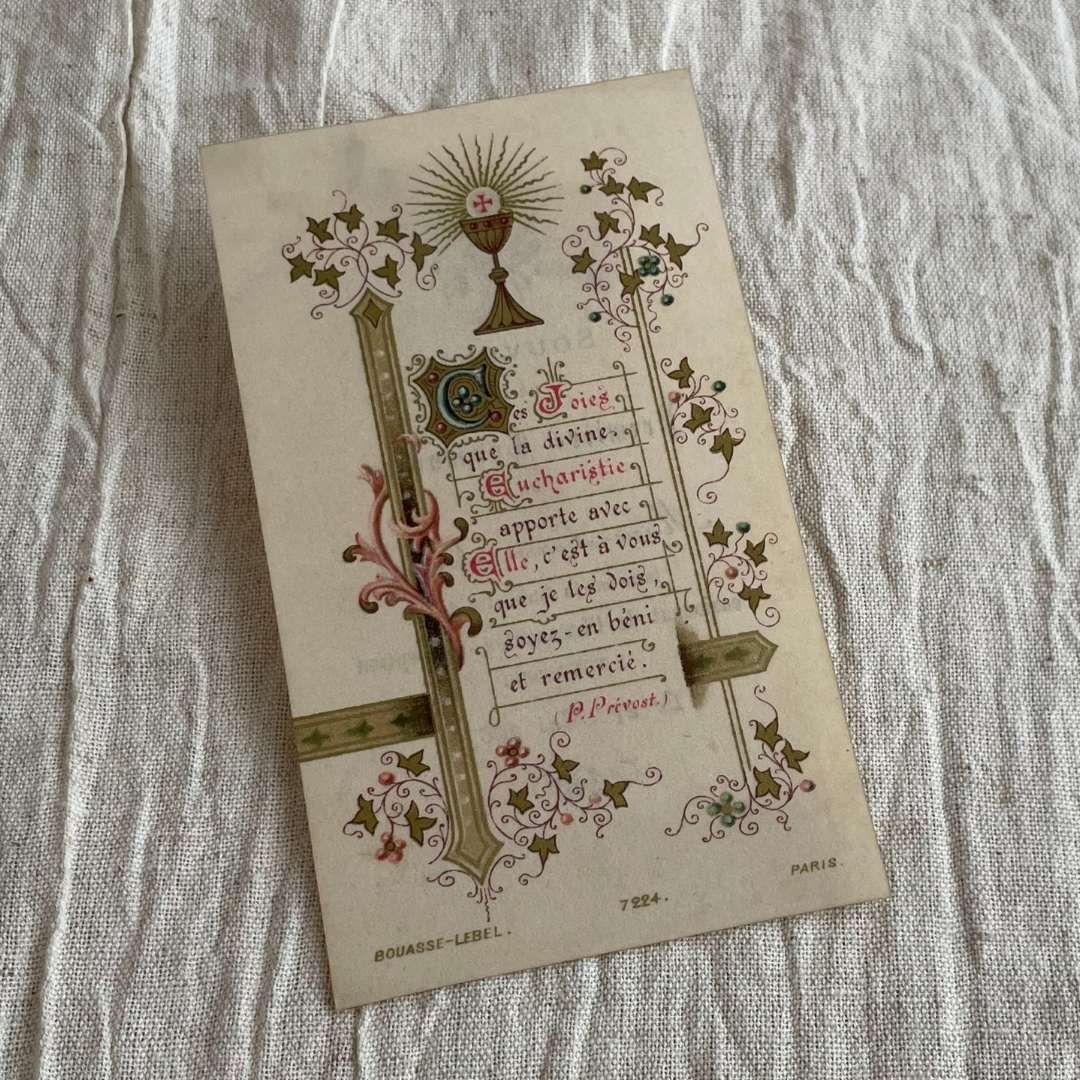 Ces Joies
que la divine
Eucharistie
apporte avec
Elle, c'est à vous
que je les dois,
soyez-en béni
et remercié.
(P. Prévost.)
BOUASSE-LEBEL.
7224.
PARIS.